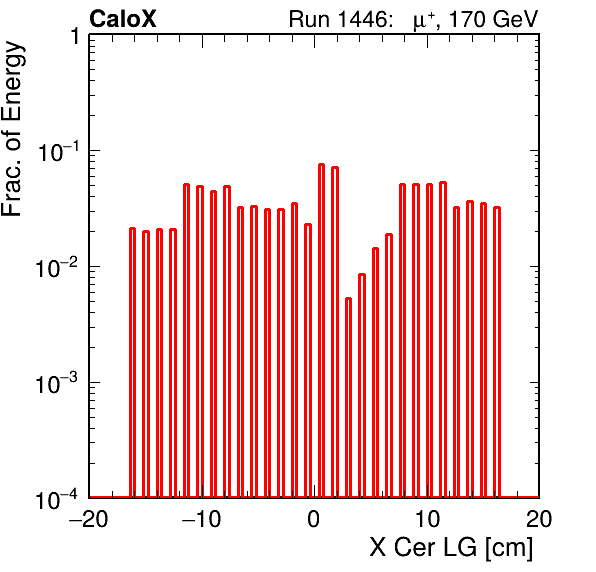 CaloX Run 1446: μ⁺, 170 GeV
Frac. of Energy
1
10⁻¹
10⁻²
10⁻³
10⁻⁴
−20 −10 0 10 20
X Cer LG [cm]